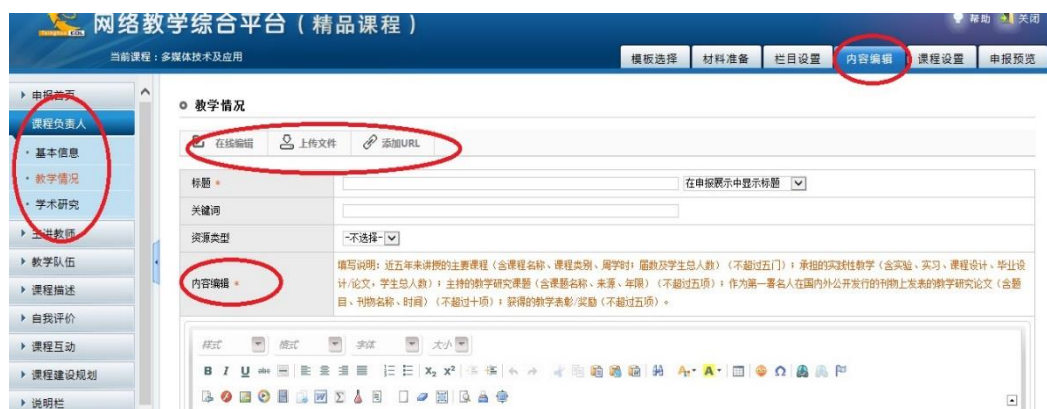 网络教学综合平台（精品课程）
帮助 关闭
当前课程：多媒体技术及应用
模板选择 材料准备 栏目设置 内容编辑 课程设置 申报预览
申报首页
课程负责人
基本信息
教学情况
学术研究
主讲教师
教学队伍
课程描述
自我评价
课程互动
课程建设规划
说明栏
教学情况
在线编辑 上传文件 添加URL
标题 *
在申报展示中显示标题
关键词
资源类型
-不选择-
内容编辑 *
填写说明：近五年来讲授的主要课程（含课程名称、课程类别、周学时；届数及学生总人数）（不超过五门）；承担的实践性教学（含实验、实习、课程设计、毕业设
计/论文，学生总人数）；主持的教学研究课题（含课题名称、来源、年限）（不超过五项）；作为第一署名人在国内外公开发行的刊物上发表的教学研究论文（含题
目、刊物名称、时间）（不超过十项）；获得的教学表彰/奖励（不超过五项）。
样式 格式 字体 大小
B I U abc X₂ X² A A Ω
W Σ